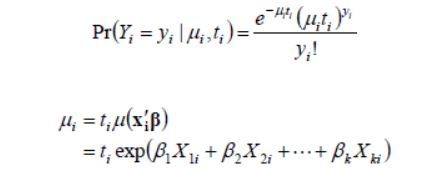 Pr(Y_i = y_i | μ_i, t_i) = e^{-μ_i t_i} (μ_i t_i)^{y_i} / y_i!
μ_i = t_i μ(x′_i β)
= t_i exp(β_1 X_{1i} + β_2 X_{2i} + ⋯ + β_k X_{ki})